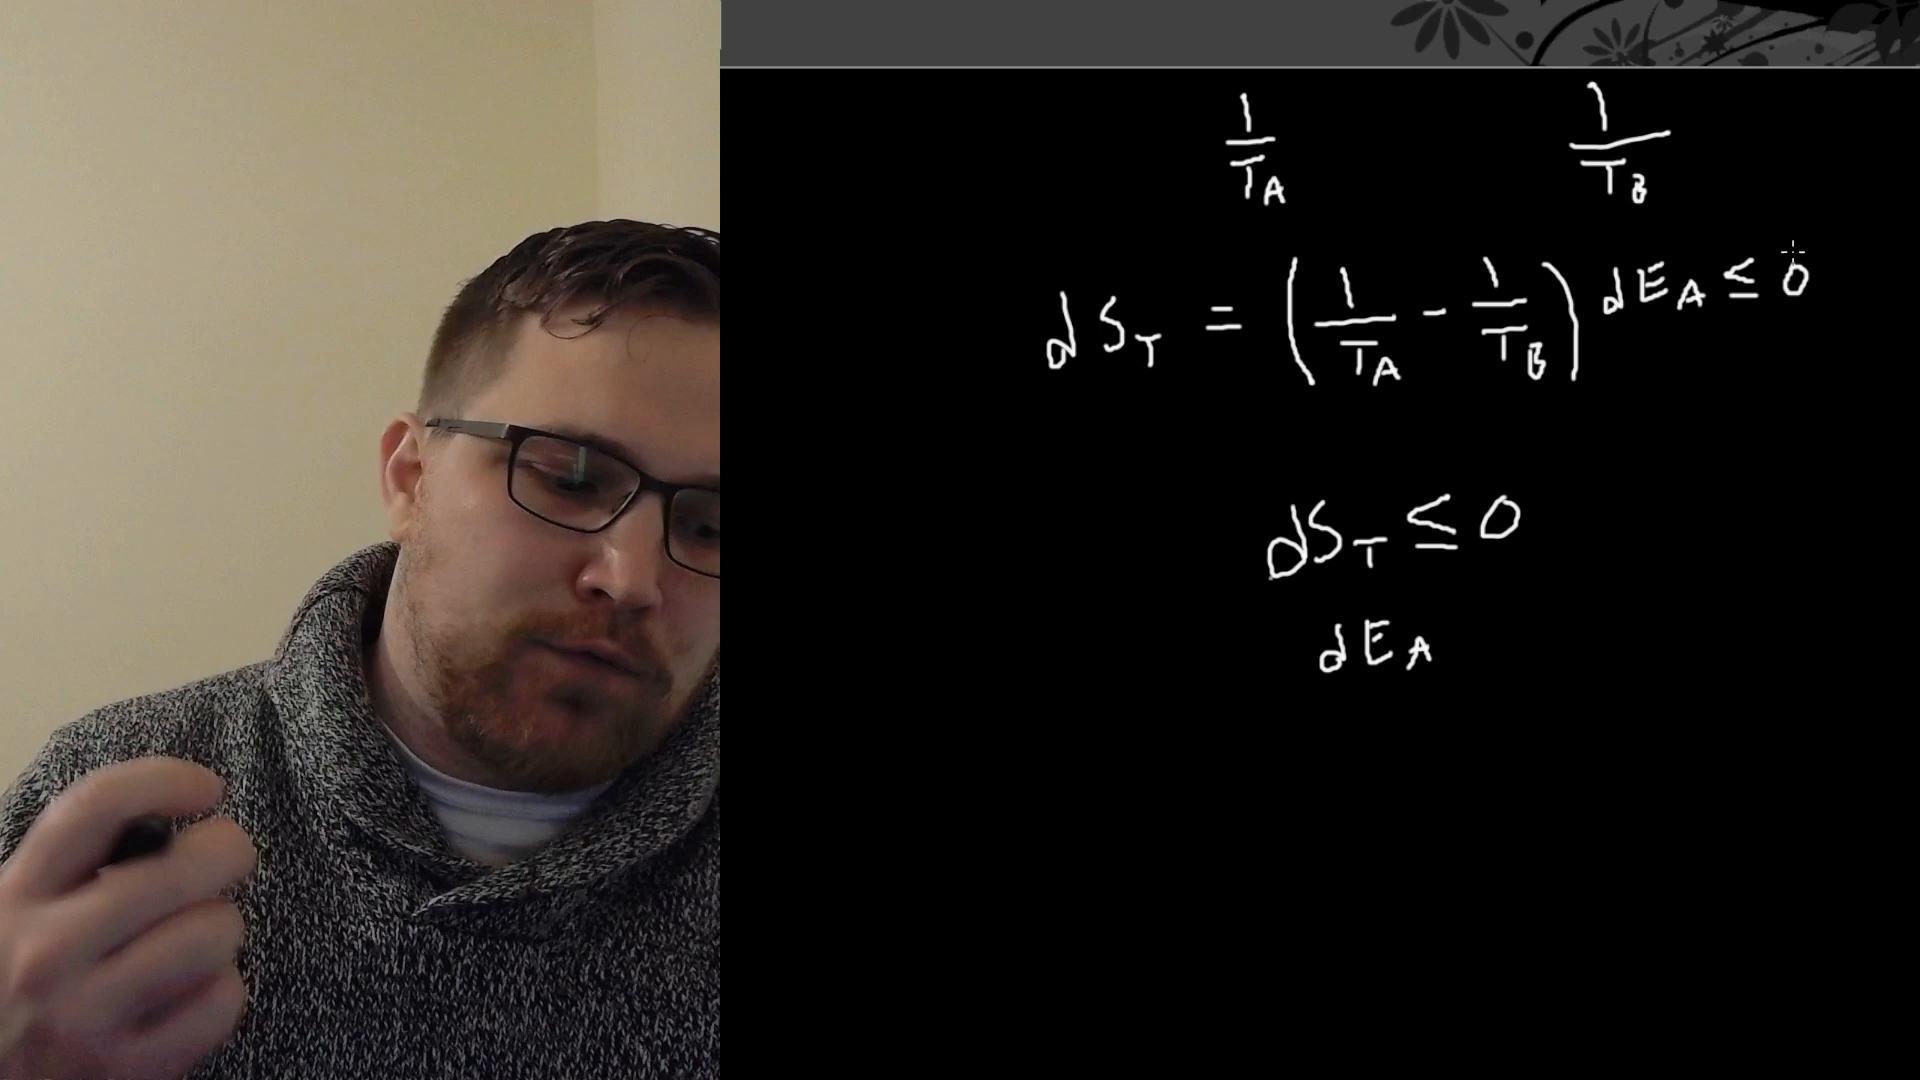 1/T_A 1/T_B
dS_T = (1/T_A - 1/T_B) dE_A ≤ 0
dS_T ≤ 0
dE_A